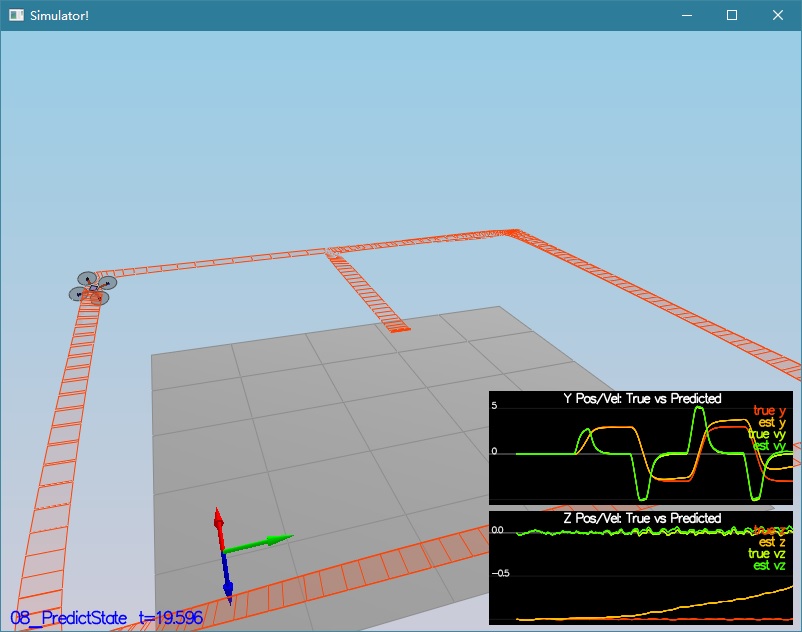 Simulator!
Y Pos/Vel: True vs Predicted
5
true y
est y
true vy
0
est vy
Z Pos/Vel: True vs Predicted
0.0
est z
true vz
est vz
-0.5
08_PredictState t=19.596